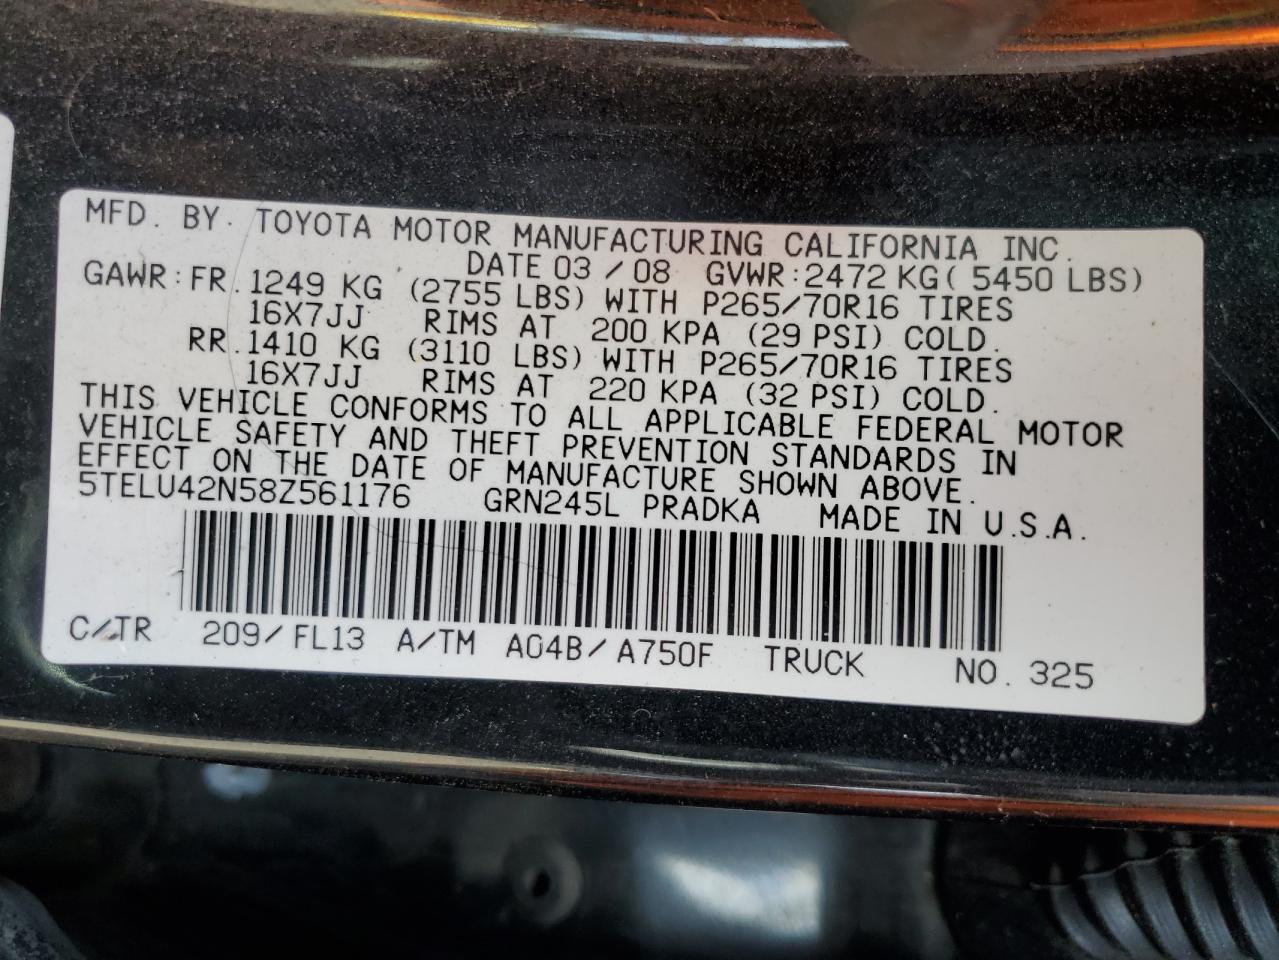 MFD. BY. TOYOTA MOTOR MANUFACTURING CALIFORNIA INC.
DATE 03 / 08 GVWR: 2472 KG( 5450 LBS)
GAWR: FR. 1249 KG (2755 LBS) WITH P265/70R16 TIRES
16X7JJ RIMS AT 200 KPA (29 PSI) COLD.
RR. 1410 KG (3110 LBS) WITH P265/70R16 TIRES
16X7JJ RIMS AT 220 KPA (32 PSI) COLD.
THIS VEHICLE CONFORMS TO ALL APPLICABLE FEDERAL MOTOR
VEHICLE SAFETY AND THEFT PREVENTION STANDARDS IN
EFFECT ON THE DATE OF MANUFACTURE SHOWN ABOVE.
5TELU42N58Z561176 GRN245L PRADKA MADE IN U.S.A.
C/TR 209/FL13 A/TM A04B/A750F TRUCK NO. 325